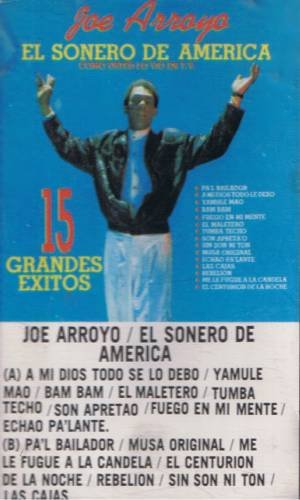 Joe Arroyo
EL SONERO DE AMERICA
COMO USTED LO VIO EN T.V.
15
GRANDES
EXITOS
PA'L BAILADOR
A MI DIOS TODO LE DEBO
YAMULE MAO
BAM BAM
FUEGO EN MI MENTE
EL MALETERO
TUMBA TECHO
SON APRETAO
SIN SON NI TON
MUSA ORIGINAL
ECHAO PA'LANTE
LAS CAJAS
REBELION
ME LE FUGUE A LA CANDELA
EL CENTURION DE LA NOCHE
JOE ARROYO / EL SONERO DE
AMERICA
(A) A MI DIOS TODO SE LO DEBO / YAMULE
MAO / BAM BAM / EL MALETERO / TUMBA
TECHO / SON APRETAO / FUEGO EN MI MENTE /
ECHAO PA'LANTE.
(B) PA'L BAILADOR / MUSA ORIGINAL / ME
LE FUGUE A LA CANDELA / EL CENTURION
DE LA NOCHE / REBELION / SIN SON NI TON /
LAS CAJAS